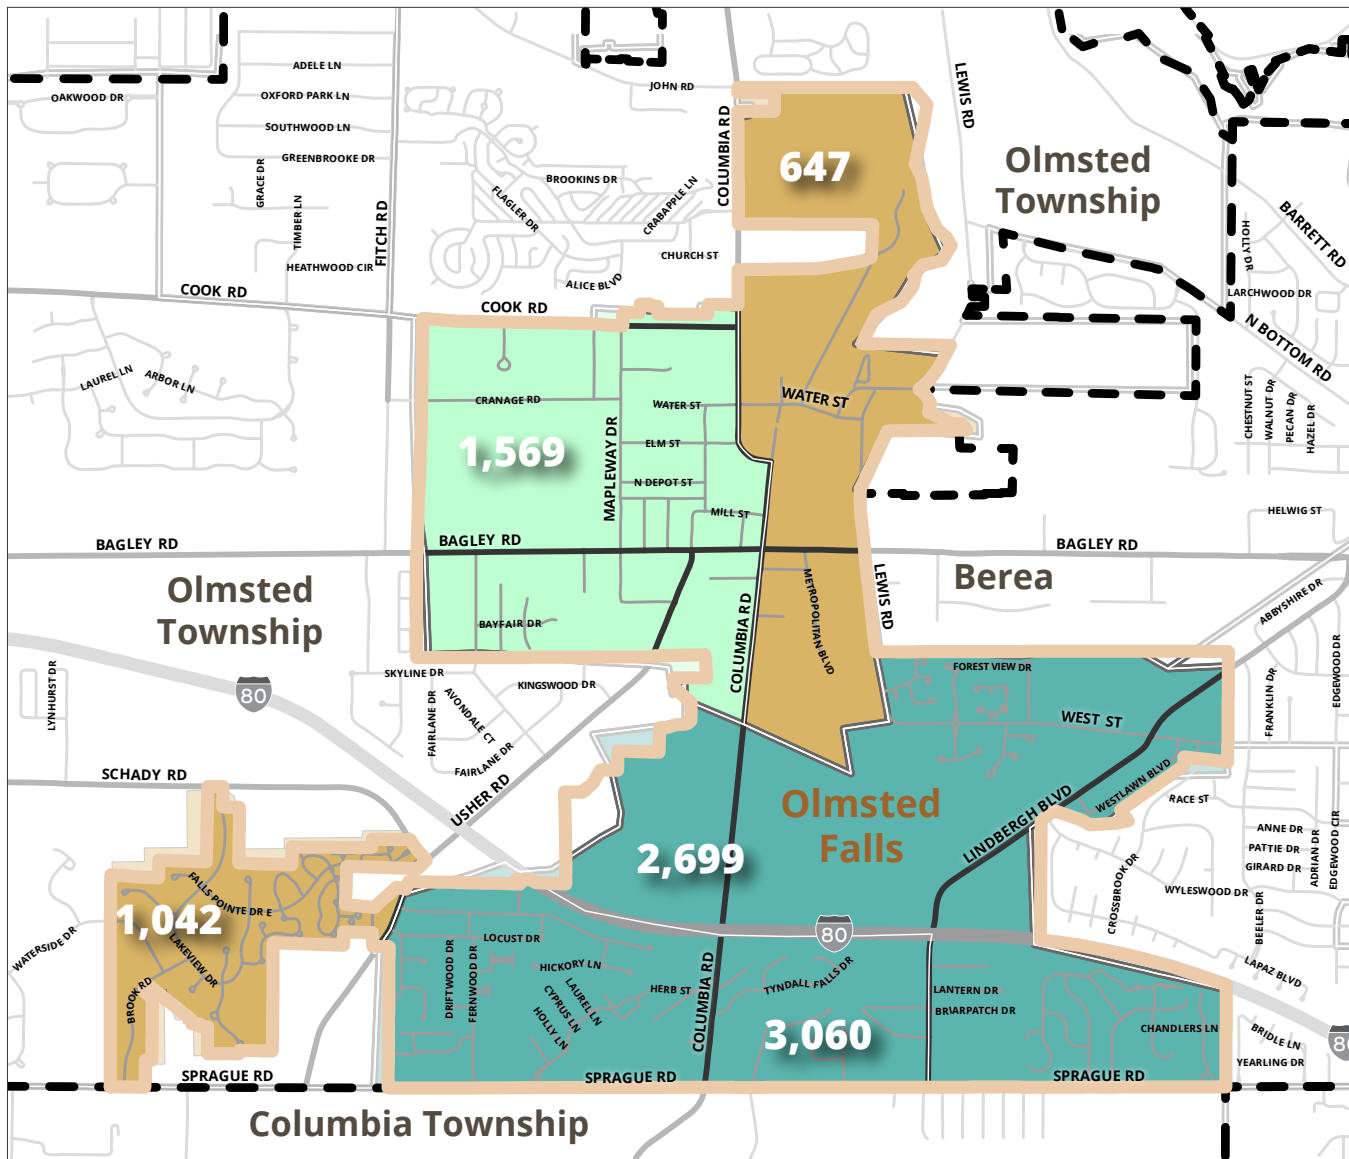 ADELE LN
OAKWOOD DR
OXFORD PARK LN
SOUTHWOOD LN
GREENBROOKE DR
GRACE DR
TIMBER LN
HEATHWOOD CIR
FITCH RD
COOK RD
JOHN RD
COLUMBIA RD
BROOKINS DR
FLAGLER DR
CRABAPPLE LN
CHURCH ST
ALICE BLVD
COOK RD
647
LEWIS RD
Olmsted
Township
BARRETT RD
HOLLY DR
LARCHWOOD DR
N BOTTOM RD
LAUREL LN
ARBOR LN
CRANAGE RD
1,569
MAPLEWAY DR
WATER ST
ELM ST
N DEPOT ST
MILL ST
WATER ST
CHESTNUT ST
WALNUT DR
PECAN DR
HAZEL DR
HELWIG ST
BAGLEY RD
BAGLEY RD
BAGLEY RD
Olmsted
Township
Berea
BAYFAIR DR
COLUMBIA RD
METROPOLITAN BLVD
LEWIS RD
ABBYSHIRE DR
LYNHURST DR
80
SKYLINE DR
KINGSWOOD DR
FAIRLANE DR
AVONDALE CT
FAIRLANE DR
FOREST VIEW DR
WEST ST
FRANKLIN DR
EDGEWOOD DR
SCHADY RD
USHER RD
Olmsted
Falls
LINDBERGH BLVD
WESTLAWN BLVD
RACE ST
ANNE DR
PATTIE DR
GIRARD DR
ADRIAN DR
EDGEWOOD CIR
2,699
FALLS POINTE DR E
1,042
LAKEVIEW DR
WATERSIDE DR
BROOK RD
CROSSBROOK DR
WYLESWOOD DR
BEELER DR
80
LOCUST DR
HICKORY LN
DRIFTWOOD DR
FERNWOOD DR
LAUREL LN
CYPRUS LN
HOLLY LN
HERB ST
COLUMBIA RD
TYNDALL FALLS DR
LANTERN DR
BRIARPATCH DR
LAPAZ BLVD
3,060
CHANDLERS LN
BRIDLE LN
80
YEARLING DR
SPRAGUE RD
SPRAGUE RD
SPRAGUE RD
Columbia Township